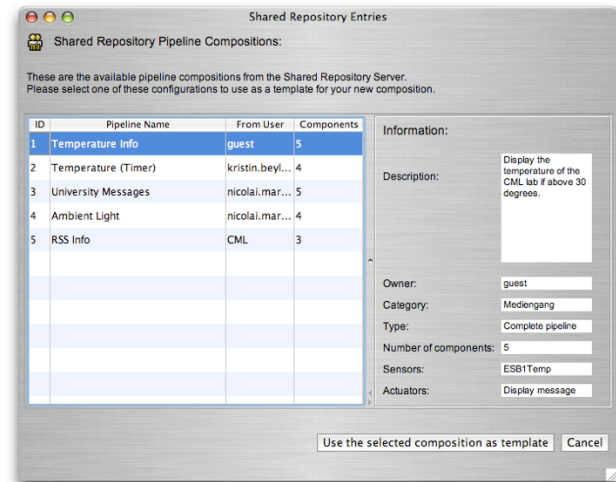 Shared Repository Entries
Shared Repository Pipeline Compositions:
These are the available pipeline compositions from the Shared Repository Server.
Please select one of these configurations to use as a template for your new composition.
ID Pipeline Name From User Components
1 Temperature Info guest 5
2 Temperature (Timer) kristin.beyl... 4
3 University Messages nicolai.mar... 5
4 Ambient Light nicolai.mar... 4
5 RSS Info CML 3
Information:
Description:
Display the
temperature of the
CML lab if above 30
degrees.
Owner: guest
Category: Mediengang
Type: Complete pipeline
Number of components: 5
Sensors: ESB1Temp
Actuators: Display message
Use the selected composition as template Cancel